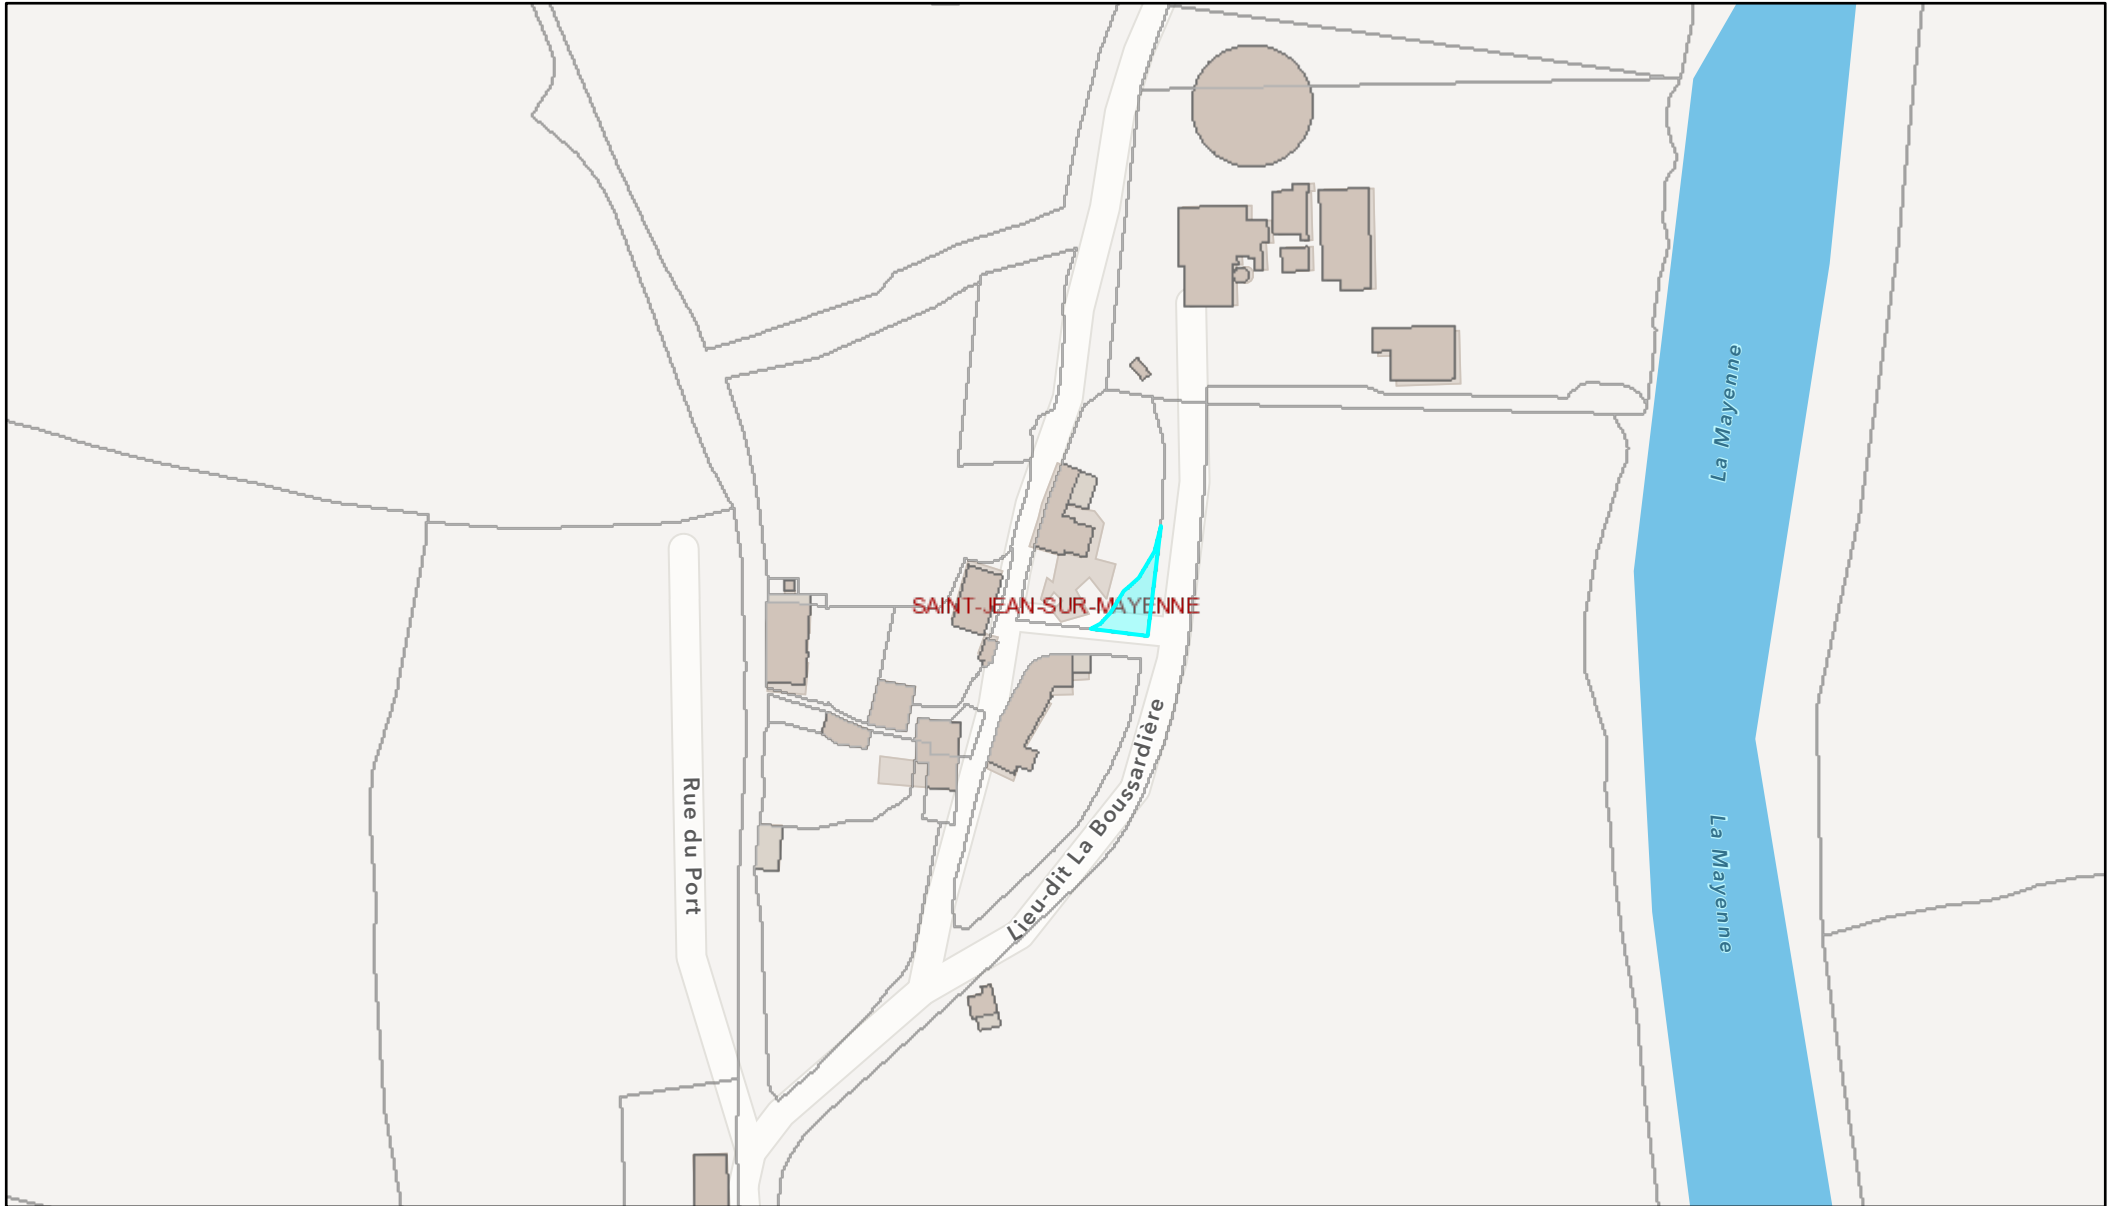 La Mayenne
SAINT-JEAN-SUR-MAYENNE
Lieu-dit La Boussardière
Rue du Port
La Mayenne